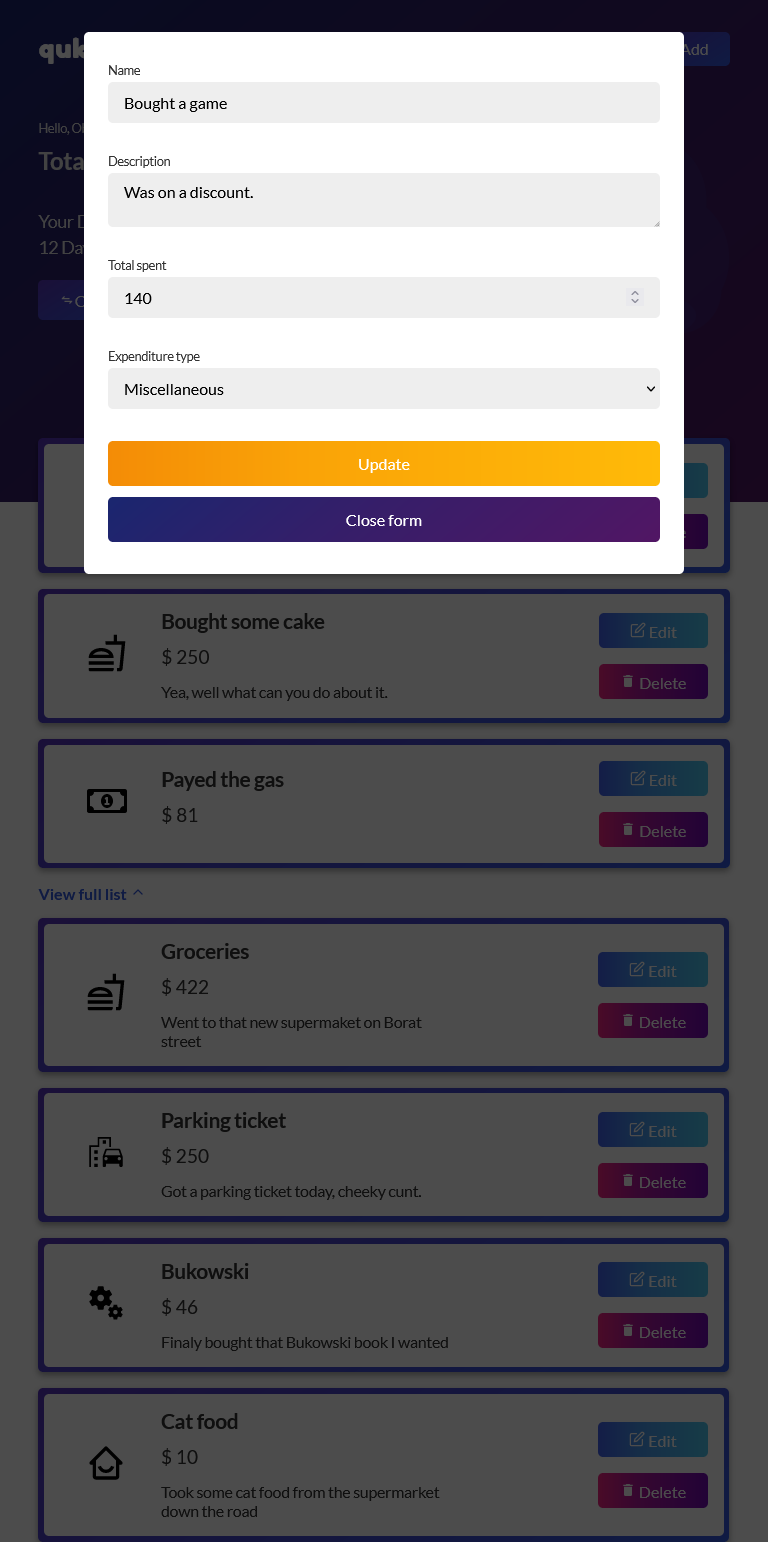 Add
Name
Bought a game
Hello,
Description
Was on a discount.
Your
12
Total spent
140
Expenditure type
Miscellaneous
Update
Close form
Bought some cake
$ 250
Yea, well what can you do about it.
Edit
Delete
Payed the gas
$ 81
Edit
Delete
View full list
Groceries
$ 422
Went to that new supermaket on Borat
street
Edit
Delete
Parking ticket
$ 250
Got a parking ticket today, cheeky cunt.
Edit
Delete
Bukowski
$ 46
Finaly bought that Bukowski book I wanted
Edit
Delete
Cat food
$ 10
Took some cat food from the supermarket
down the road
Edit
Delete